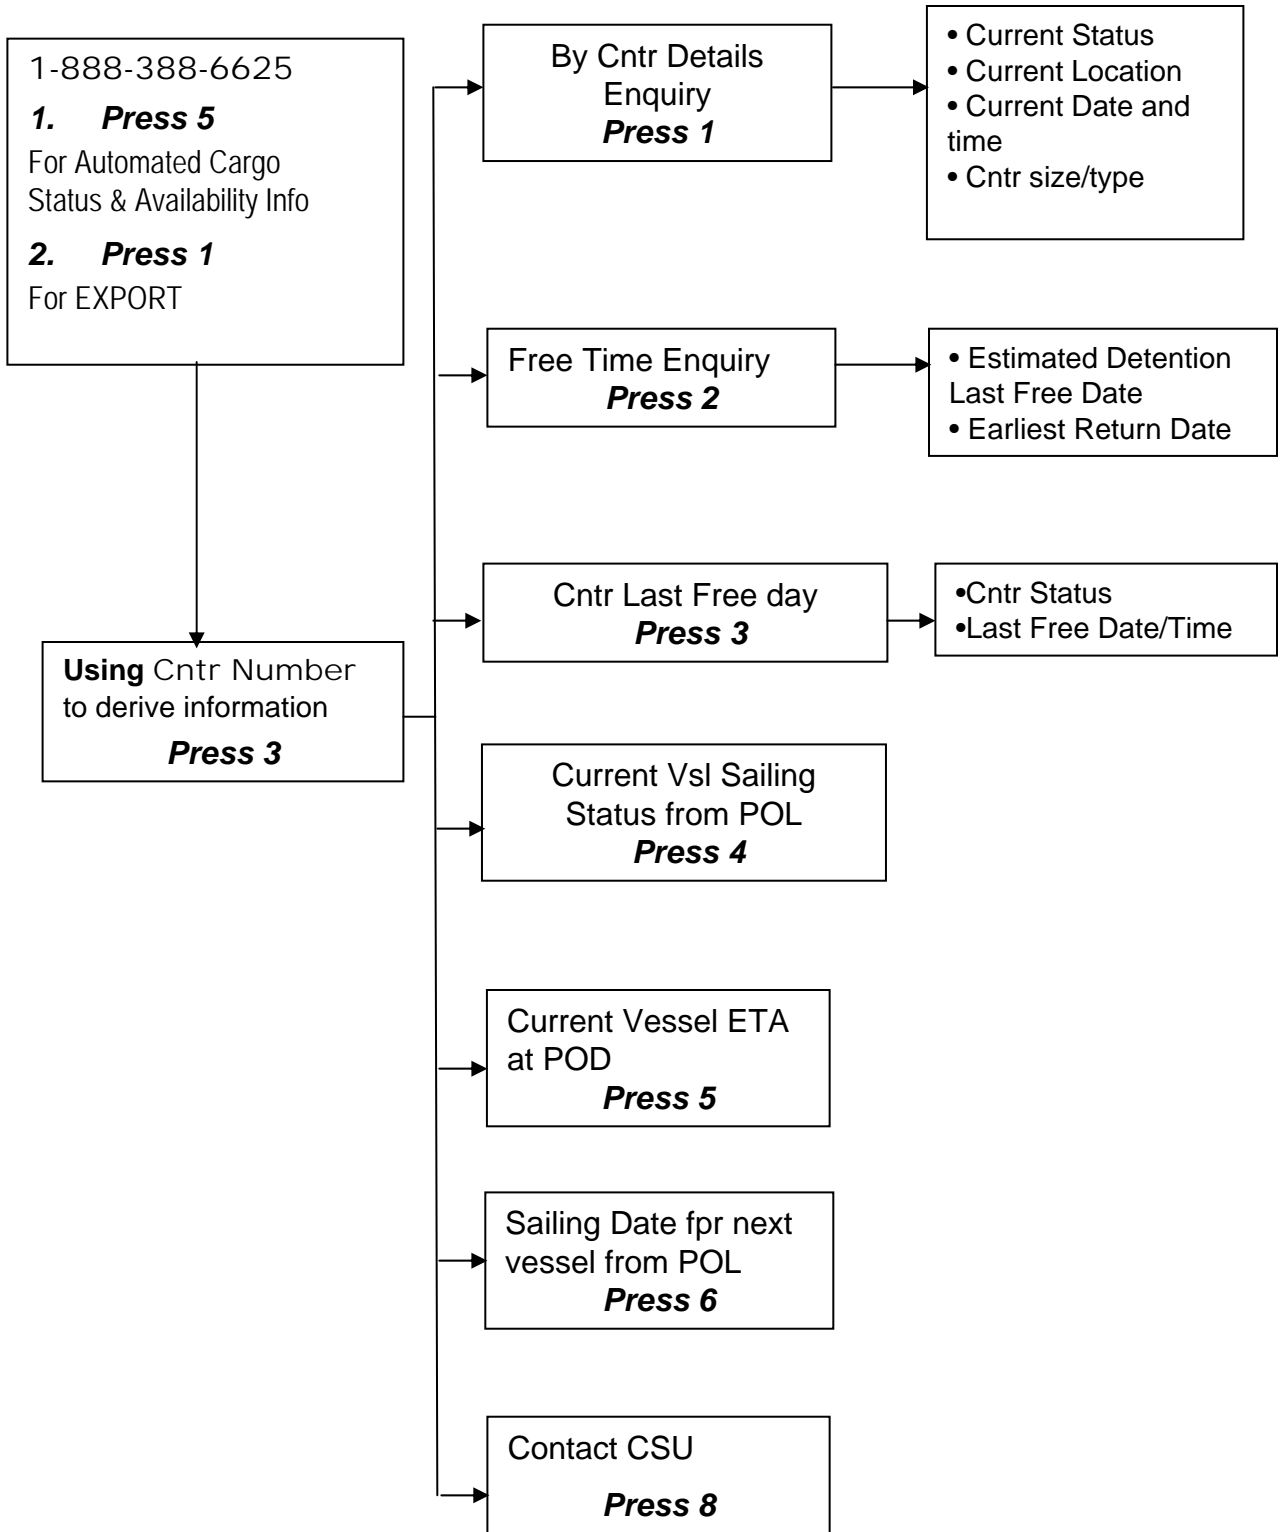 1-888-388-6625
1. Press 5
For Automated Cargo
Status & Availability Info
2. Press 1
For EXPORT
Using Cntr Number
to derive information
Press 3
By Cntr Details
Enquiry
Press 1
• Current Status
• Current Location
• Current Date and
time
• Cntr size/type
Free Time Enquiry
Press 2
• Estimated Detention
Last Free Date
• Earliest Return Date
Cntr Last Free day
Press 3
•Cntr Status
•Last Free Date/Time
Current Vsl Sailing
Status from POL
Press 4
Current Vessel ETA
at POD
Press 5
Sailing Date fpr next
vessel from POL
Press 6
Contact CSU
Press 8